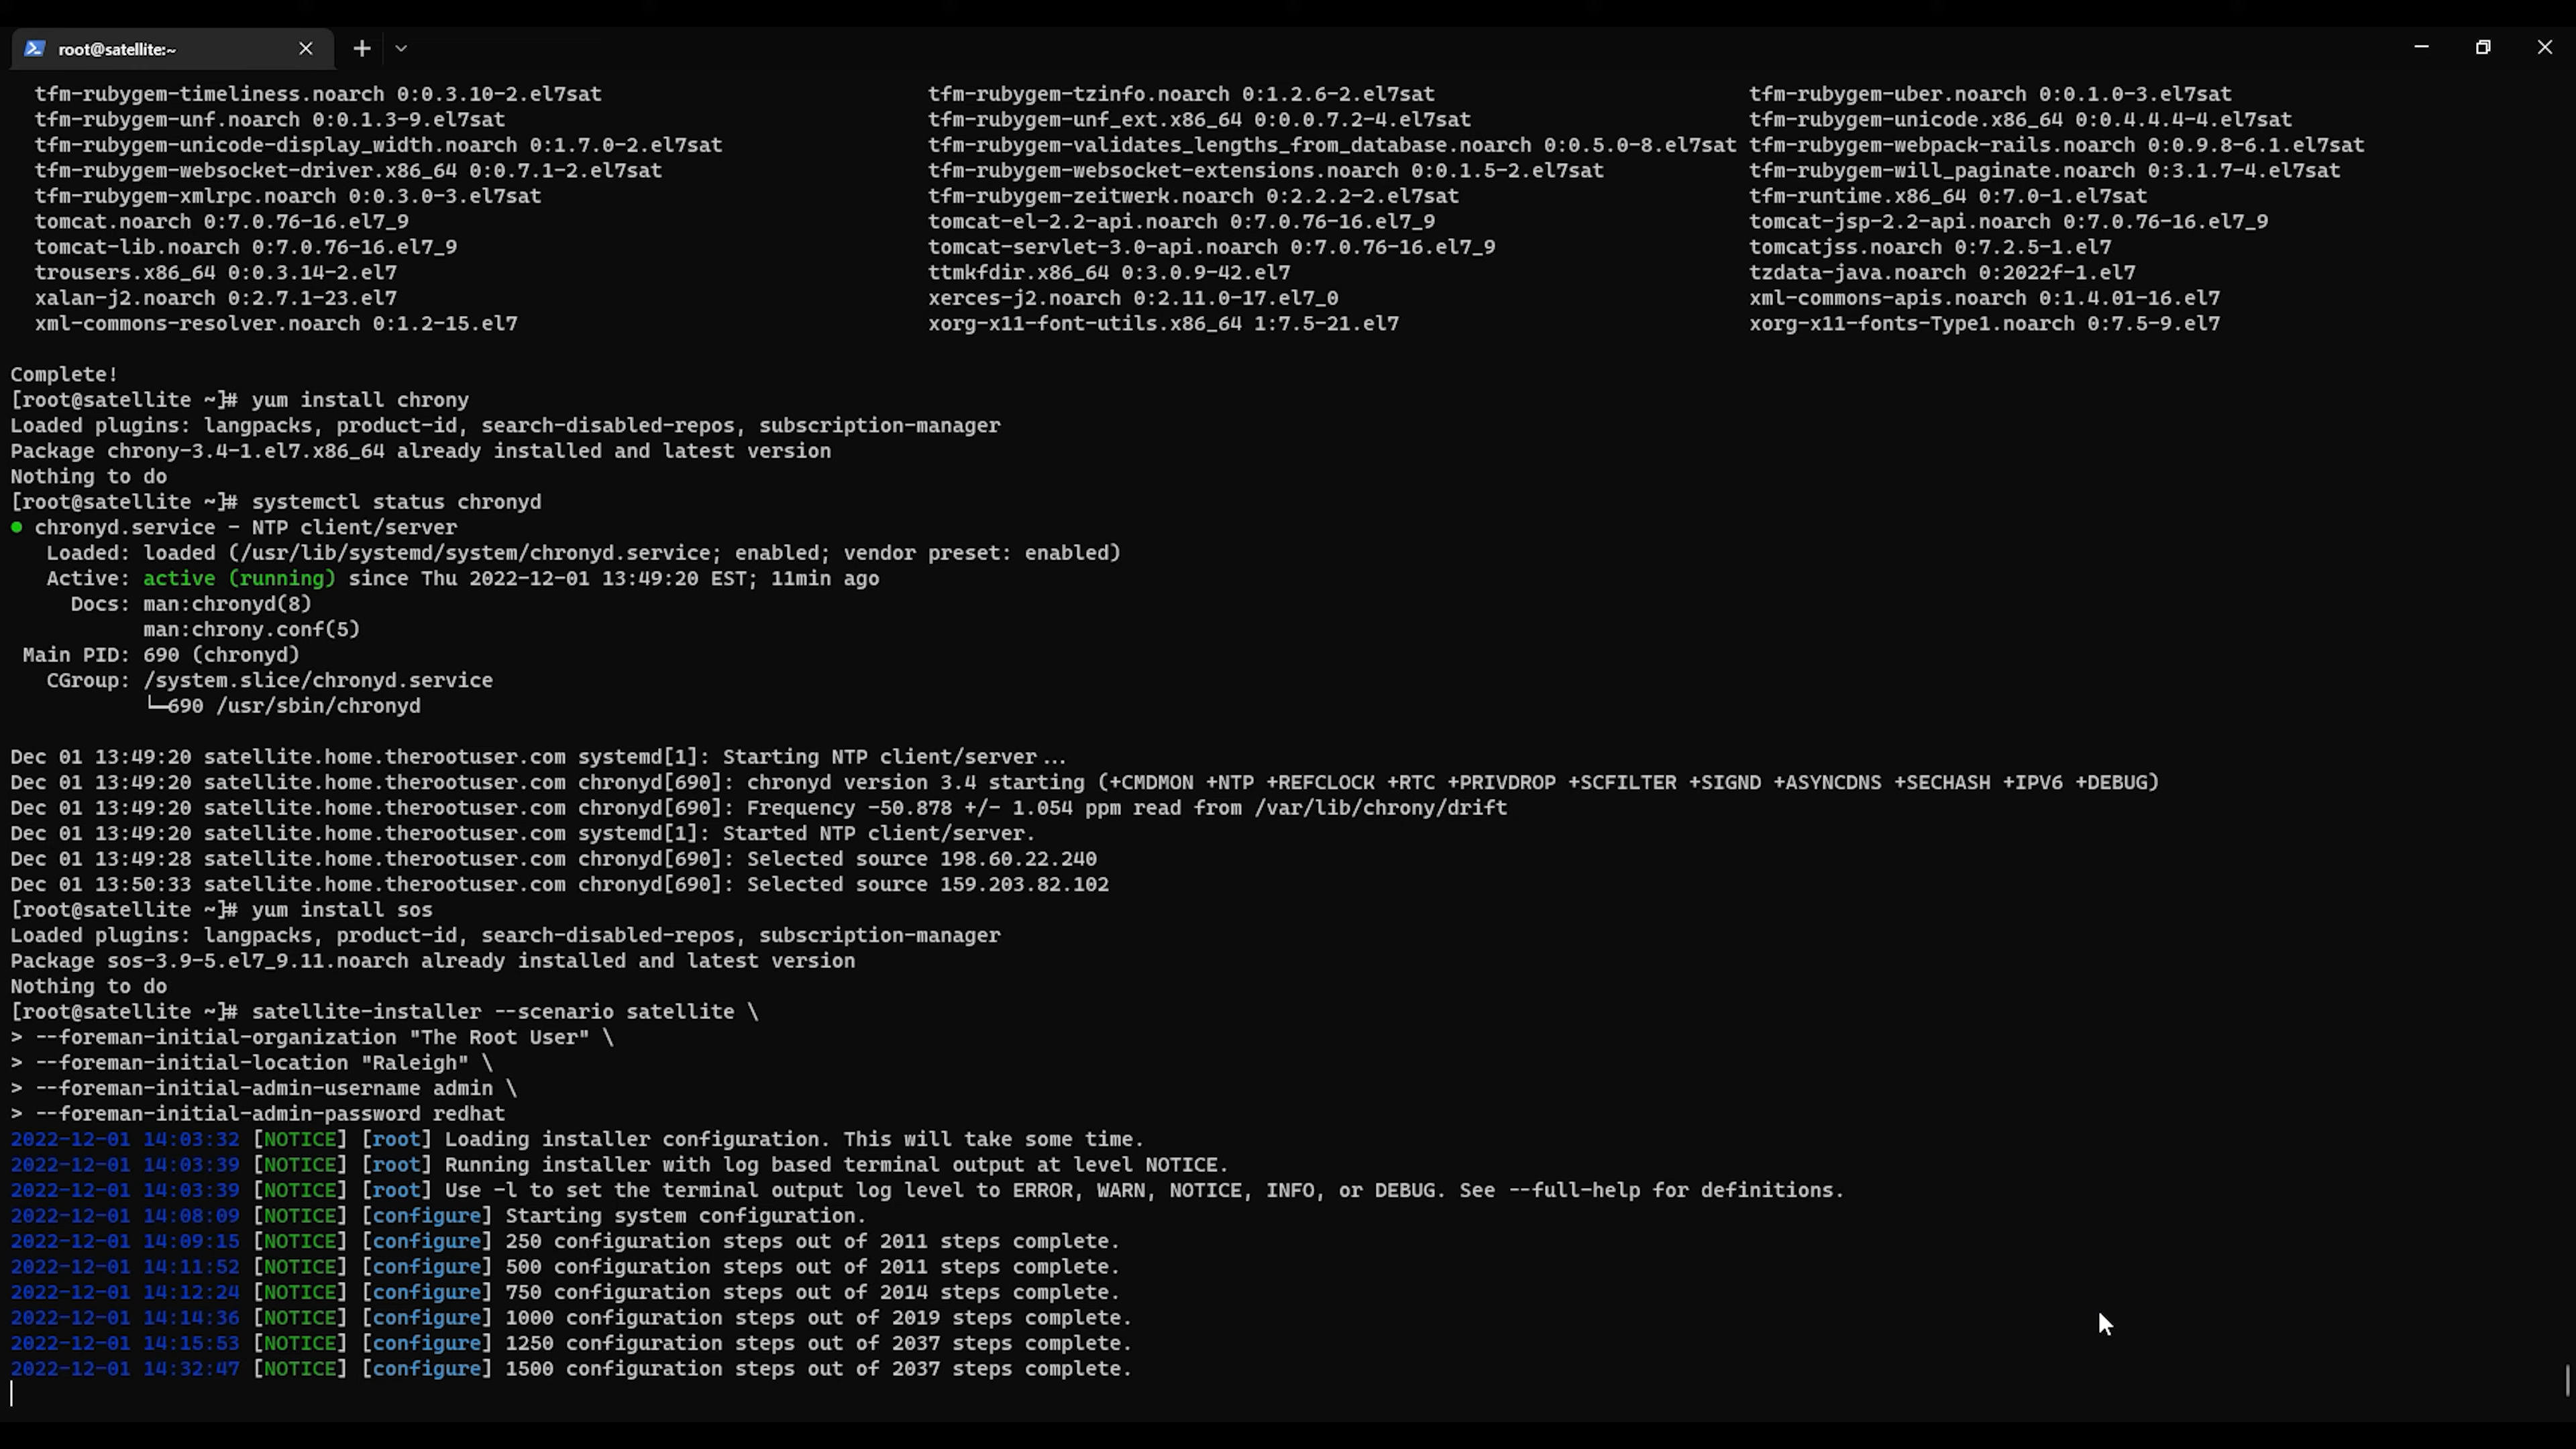 root@satellite:~
tfm-rubygem-timeliness.noarch 0:0.3.10-2.el7sat tfm-rubygem-tzinfo.noarch 0:1.2.6-2.el7sat tfm-rubygem-uber.noarch 0:0.1.0-3.el7sat
tfm-rubygem-unf.noarch 0:0.1.3-9.el7sat tfm-rubygem-unf_ext.x86_64 0:0.0.7.2-4.el7sat tfm-rubygem-unicode.x86_64 0:0.4.4.4-4.el7sat
tfm-rubygem-unicode-display_width.noarch 0:1.7.0-2.el7sat tfm-rubygem-validates_lengths_from_database.noarch 0:0.5.0-8.el7sat tfm-rubygem-webpack-rails.noarch 0:0.9.8-6.1.el7sat
tfm-rubygem-websocket-driver.x86_64 0:0.7.1-2.el7sat tfm-rubygem-websocket-extensions.noarch 0:0.1.5-2.el7sat tfm-rubygem-will_paginate.noarch 0:3.1.7-4.el7sat
tfm-rubygem-xmlrpc.noarch 0:0.3.0-3.el7sat tfm-rubygem-zeitwerk.noarch 0:2.2.2-2.el7sat tfm-runtime.x86_64 0:7.0-1.el7sat
tomcat.noarch 0:7.0.76-16.el7_9 tomcat-el-2.2-api.noarch 0:7.0.76-16.el7_9 tomcat-jsp-2.2-api.noarch 0:7.0.76-16.el7_9
tomcat-lib.noarch 0:7.0.76-16.el7_9 tomcat-servlet-3.0-api.noarch 0:7.0.76-16.el7_9 tomcatjss.noarch 0:7.2.5-1.el7
trousers.x86_64 0:0.3.14-2.el7 ttmkfdir.x86_64 0:3.0.9-42.el7 tzdata-java.noarch 0:2022f-1.el7
xalan-j2.noarch 0:2.7.1-23.el7 xerces-j2.noarch 0:2.11.0-17.el7_0 xml-commons-apis.noarch 0:1.4.01-16.el7
xml-commons-resolver.noarch 0:1.2-15.el7 xorg-x11-font-utils.x86_64 1:7.5-21.el7 xorg-x11-fonts-Type1.noarch 0:7.5-9.el7
Complete!
[root@satellite ~]# yum install chrony
Loaded plugins: langpacks, product-id, search-disabled-repos, subscription-manager
Package chrony-3.4-1.el7.x86_64 already installed and latest version
Nothing to do
[root@satellite ~]# systemctl status chronyd
● chronyd.service - NTP client/server
Loaded: loaded (/usr/lib/systemd/system/chronyd.service; enabled; vendor preset: enabled)
Active: active (running) since Thu 2022-12-01 13:49:20 EST; 11min ago
Docs: man:chronyd(8)
man:chrony.conf(5)
Main PID: 690 (chronyd)
CGroup: /system.slice/chronyd.service
└─690 /usr/sbin/chronyd
Dec 01 13:49:20 satellite.home.therootuser.com systemd[1]: Starting NTP client/server...
Dec 01 13:49:20 satellite.home.therootuser.com chronyd[690]: chronyd version 3.4 starting (+CMDMON +NTP +REFCLOCK +RTC +PRIVDROP +SCFILTER +SIGND +ASYNCDNS +SECHASH +IPV6 +DEBUG)
Dec 01 13:49:20 satellite.home.therootuser.com chronyd[690]: Frequency -50.878 +/- 1.054 ppm read from /var/lib/chrony/drift
Dec 01 13:49:20 satellite.home.therootuser.com systemd[1]: Started NTP client/server.
Dec 01 13:49:28 satellite.home.therootuser.com chronyd[690]: Selected source 198.60.22.240
Dec 01 13:50:33 satellite.home.therootuser.com chronyd[690]: Selected source 159.203.82.102
[root@satellite ~]# yum install sos
Loaded plugins: langpacks, product-id, search-disabled-repos, subscription-manager
Package sos-3.9-5.el7_9.11.noarch already installed and latest version
Nothing to do
[root@satellite ~]# satellite-installer --scenario satellite \
> --foreman-initial-organization "The Root User" \
> --foreman-initial-location "Raleigh" \
> --foreman-initial-admin-username admin \
> --foreman-initial-admin-password redhat
2022-12-01 14:03:32 [NOTICE] [root] Loading installer configuration. This will take some time.
2022-12-01 14:03:39 [NOTICE] [root] Running installer with log based terminal output at level NOTICE.
2022-12-01 14:03:39 [NOTICE] [root] Use -l to set the terminal output log level to ERROR, WARN, NOTICE, INFO, or DEBUG. See --full-help for definitions.
2022-12-01 14:08:09 [NOTICE] [configure] Starting system configuration.
2022-12-01 14:09:15 [NOTICE] [configure] 250 configuration steps out of 2011 steps complete.
2022-12-01 14:11:52 [NOTICE] [configure] 500 configuration steps out of 2011 steps complete.
2022-12-01 14:12:24 [NOTICE] [configure] 750 configuration steps out of 2014 steps complete.
2022-12-01 14:14:36 [NOTICE] [configure] 1000 configuration steps out of 2019 steps complete.
2022-12-01 14:15:53 [NOTICE] [configure] 1250 configuration steps out of 2037 steps complete.
2022-12-01 14:32:47 [NOTICE] [configure] 1500 configuration steps out of 2037 steps complete.